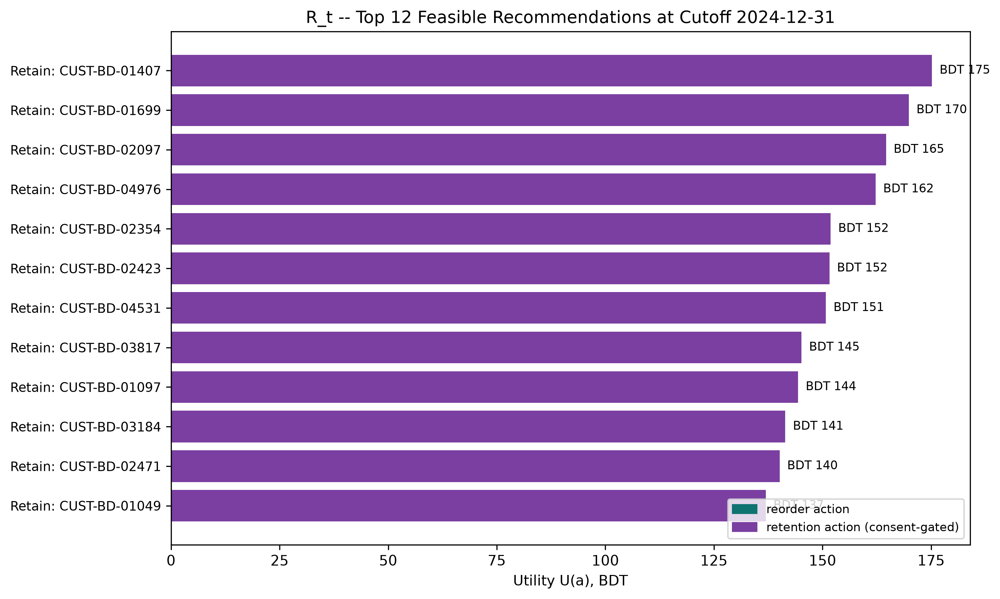 R_t -- Top 12 Feasible Recommendations at Cutoff 2024-12-31
Retain: CUST-BD-01407 BDT 175
Retain: CUST-BD-01699 BDT 170
Retain: CUST-BD-02097 BDT 165
Retain: CUST-BD-04976 BDT 162
Retain: CUST-BD-02354 BDT 152
Retain: CUST-BD-02423 BDT 152
Retain: CUST-BD-04531 BDT 151
Retain: CUST-BD-03817 BDT 145
Retain: CUST-BD-01097 BDT 144
Retain: CUST-BD-03184 BDT 141
Retain: CUST-BD-02471 BDT 140
Retain: CUST-BD-01049 BDT 137
reorder action
retention action (consent-gated)
0 25 50 75 100 125 150 175
Utility U(a), BDT